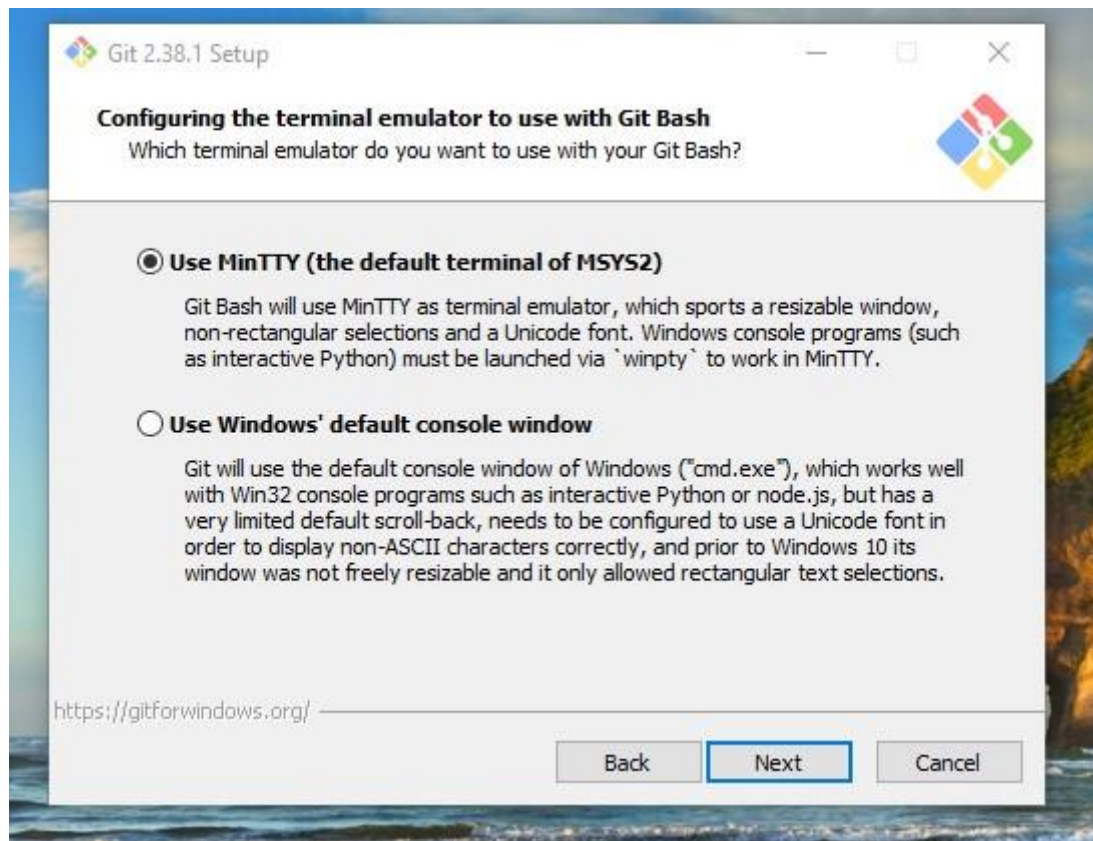 Git 2.38.1 Setup
Configuring the terminal emulator to use with Git Bash
Which terminal emulator do you want to use with your Git Bash?
Use MinTTY (the default terminal of MSYS2)
Git Bash will use MinTTY as terminal emulator, which sports a resizable window,
non-rectangular selections and a Unicode font. Windows console programs (such
as interactive Python) must be launched via `winpty` to work in MinTTY.
Use Windows' default console window
Git will use the default console window of Windows ("cmd.exe"), which works well
with Win32 console programs such as interactive Python or node.js, but has a
very limited default scroll-back, needs to be configured to use a Unicode font in
order to display non-ASCII characters correctly, and prior to Windows 10 its
window was not freely resizable and it only allowed rectangular text selections.
https://gitforwindows.org/
Back Next Cancel